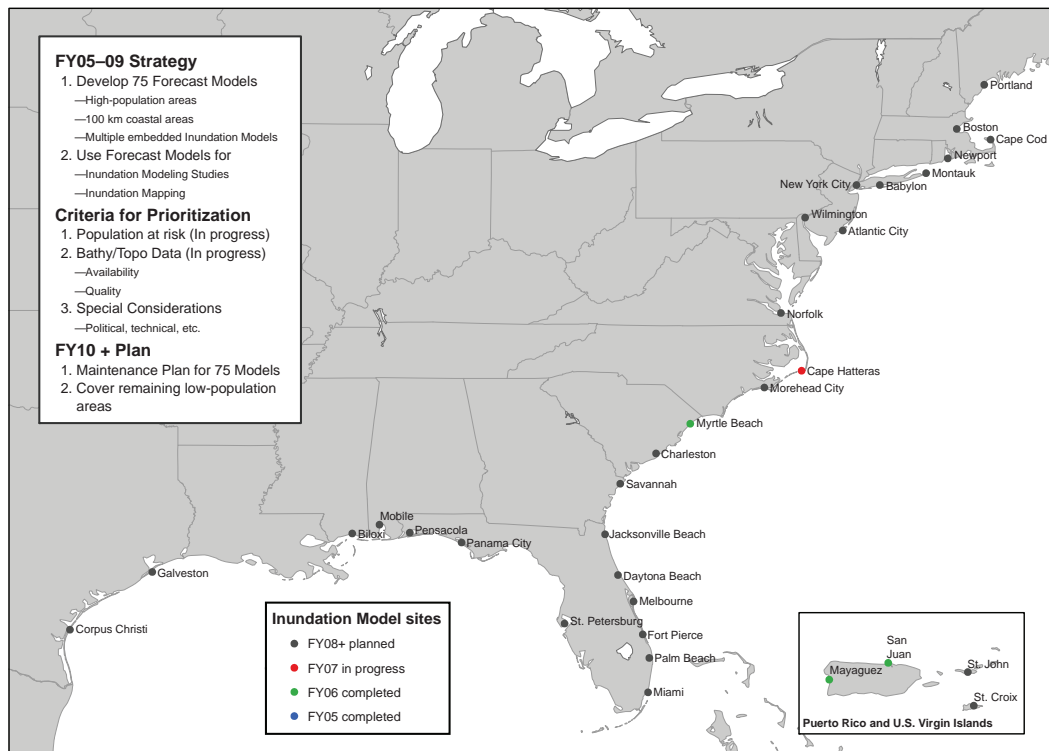 FY05–09 Strategy
1. Develop 75 Forecast Models
—High-population areas
—100 km coastal areas
—Multiple embedded Inundation Models
2. Use Forecast Models for
—Inundation Modeling Studies
—Inundation Mapping
Criteria for Prioritization
1. Population at risk (In progress)
2. Bathy/Topo Data (In progress)
—Availability
—Quality
3. Special Considerations
—Political, technical, etc.
FY10 + Plan
1. Maintenance Plan for 75 Models
2. Cover remaining low-population
areas
Portland
Boston
Cape Cod
Newport
Montauk
New York City
Babylon
Wilmington
Atlantic City
Norfolk
Cape Hatteras
Morehead City
Myrtle Beach
Charleston
Savannah
Mobile
Biloxi
Pensacola
Panama City
Jacksonville Beach
Galveston
Daytona Beach
Melbourne
St. Petersburg
Corpus Christi
Fort Pierce
Palm Beach
Miami
Inundation Model sites
FY08+ planned
FY07 in progress
FY06 completed
FY05 completed
San
Juan
Mayaguez
St. John
St. Croix
Puerto Rico and U.S. Virgin Islands